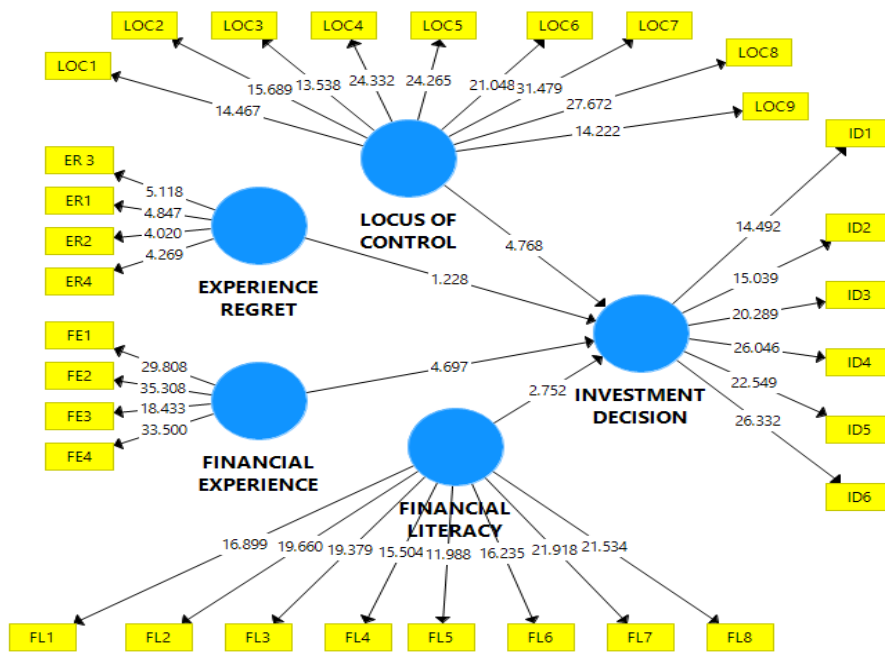 LOC2
LOC3
LOC4
LOC5
LOC6
LOC7
LOC1
LOC8
LOC9
15.689
13.538
24.332
24.265
21.048
31.479
27.672
14.467
14.222
ID1
ER 3
ER1
ER2
ER4
5.118
4.847
4.020
4.269
LOCUS OF
CONTROL
EXPERIENCE
REGRET
4.768
1.228
14.492
15.039
20.289
26.046
22.549
26.332
ID2
ID3
ID4
ID5
ID6
INVESTMENT
DECISION
FE1
FE2
FE3
FE4
29.808
35.308
18.433
33.500
4.697
2.752
FINANCIAL
EXPERIENCE
FINANCIAL
LITERACY
16.899
19.660
19.379
15.504
11.988
16.235
21.918
21.534
FL1
FL2
FL3
FL4
FL5
FL6
FL7
FL8